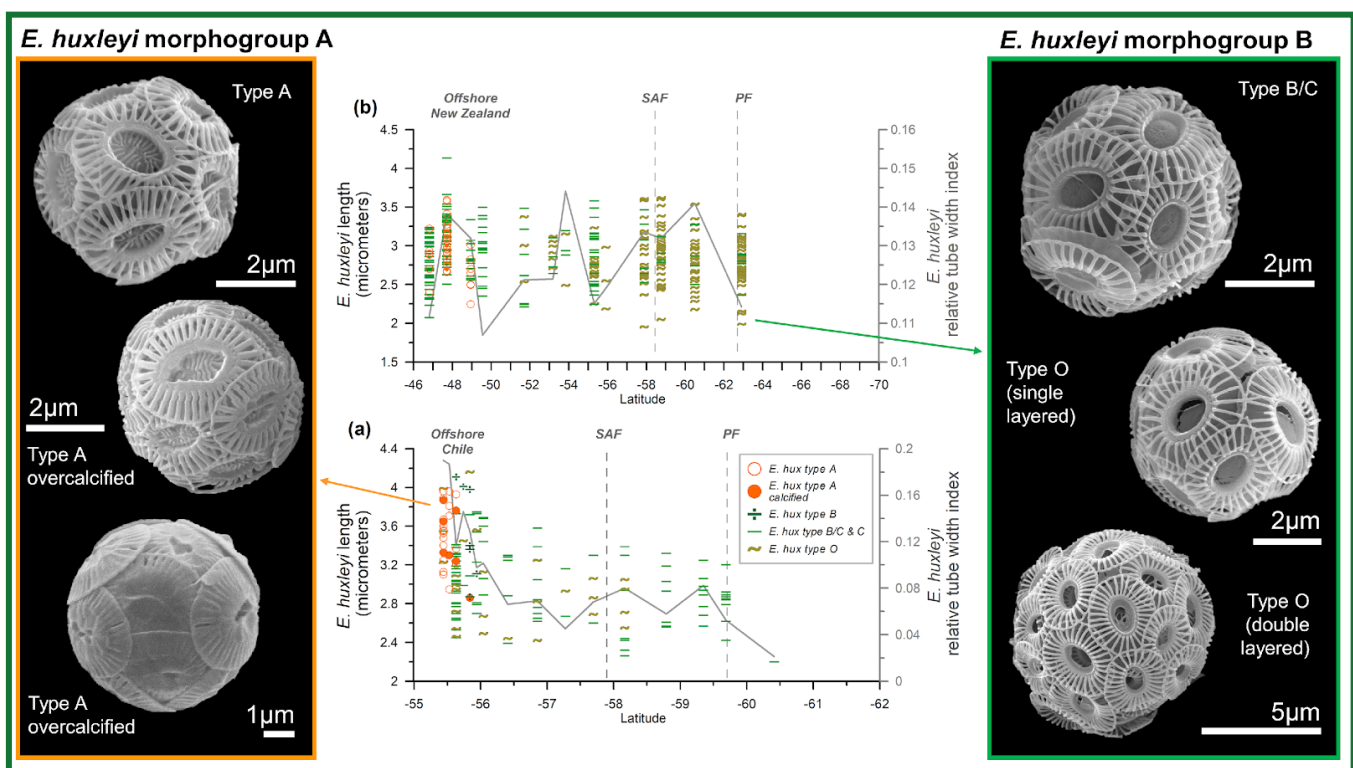 E. huxleyi morphogroup A
Type A
2µm
2µm
Type A
overcalcified
Type A
overcalcified
1µm
(b)
Offshore
New Zealand
SAF
PF
4.5
4
3.5
3
2.5
2
1.5
E. huxleyi length
(micrometers)
0.16
0.15
0.14
0.13
0.12
0.11
0.1
E. huxleyi
relative tube width index
-46
-48
-50
-52
-54
-56
-58
-60
-62
-64
-66
-68
-70
Latitude
(a)
Offshore
Chile
SAF
PF
4.4
4
3.6
3.2
2.8
2.4
2
E. huxleyi length
(micrometers)
0.2
0.16
0.12
0.08
0.04
0
E. huxleyi
relative tube width index
E. hux type A
E. hux type A
calcified
E. hux type B
E. hux type B/C & C
E. hux type O
-55
-56
-57
-58
-59
-60
-61
-62
Latitude
E. huxleyi morphogroup B
Type B/C
2µm
Type O
(single
layered)
2µm
Type O
(double
layered)
5µm